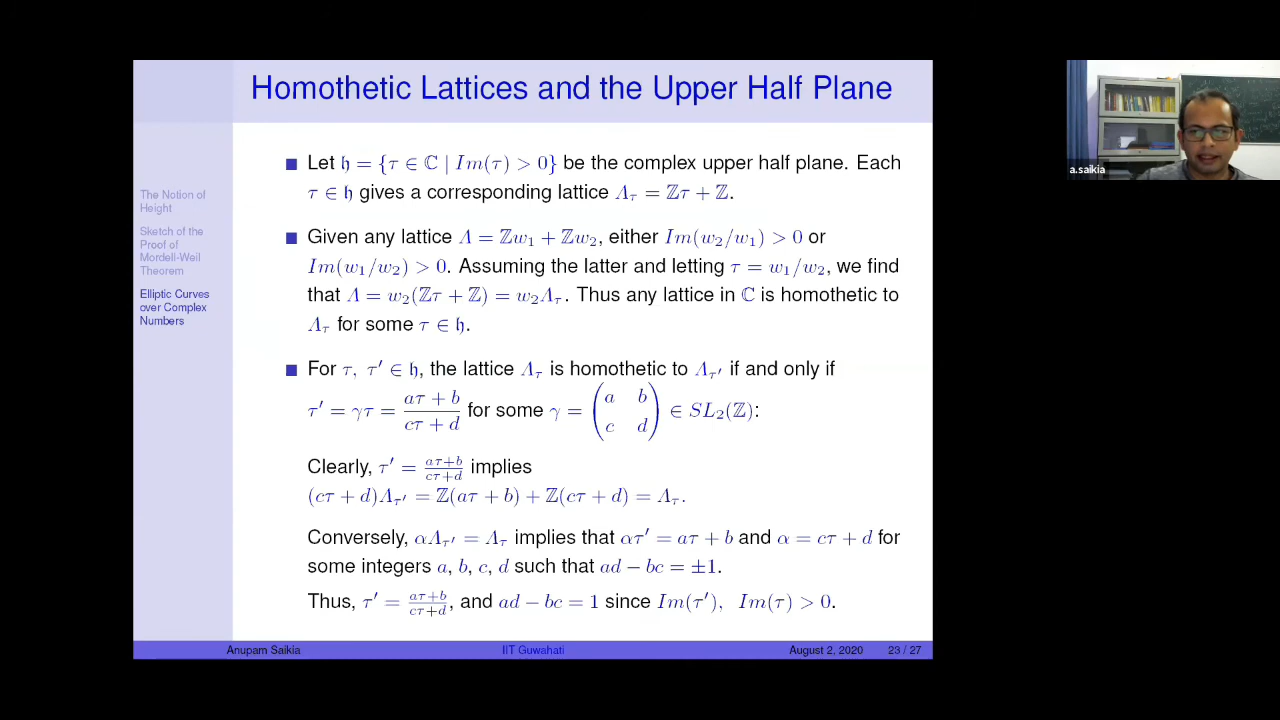 Homothetic Lattices and the Upper Half Plane
The Notion of
Height
Sketch of the
Proof of
Mordell-Weil
Theorem
Elliptic Curves
over Complex
Numbers
Let 𝔥 = {τ ∈ ℂ | Im(τ) > 0} be the complex upper half plane. Each
τ ∈ 𝔥 gives a corresponding lattice Λ_τ = ℤτ + ℤ.
Given any lattice Λ = ℤw₁ + ℤw₂, either Im(w₂/w₁) > 0 or
Im(w₁/w₂) > 0. Assuming the latter and letting τ = w₁/w₂, we find
that Λ = w₂(ℤτ + ℤ) = w₂Λ_τ. Thus any lattice in ℂ is homothetic to
Λ_τ for some τ ∈ 𝔥.
For τ, τ′ ∈ 𝔥, the lattice Λ_τ is homothetic to Λ_τ′ if and only if
τ′ = γτ = (aτ + b)/(cτ + d) for some γ = (a b; c d) ∈ SL₂(ℤ):
Clearly, τ′ = (aτ+b)/(cτ+d) implies
(cτ + d)Λ_τ′ = ℤ(aτ + b) + ℤ(cτ + d) = Λ_τ.
Conversely, αΛ_τ′ = Λ_τ implies that ατ′ = aτ + b and α = cτ + d for
some integers a, b, c, d such that ad − bc = ±1.
Thus, τ′ = (aτ+b)/(cτ+d), and ad − bc = 1 since Im(τ′), Im(τ) > 0.
Anupam Saikia IIT Guwahati August 2, 2020 23 / 27
a.saikia